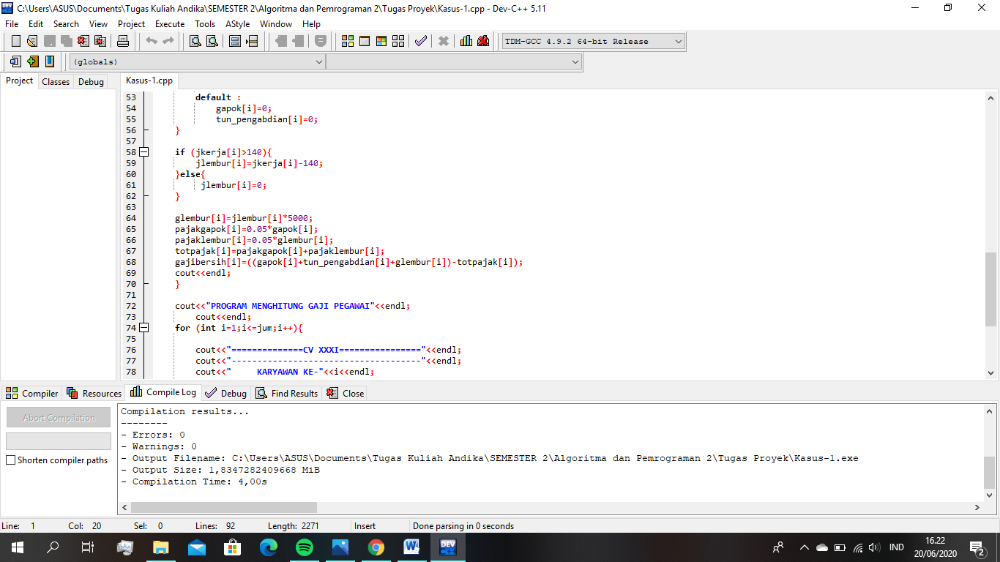 C:\Users\ASUS\Documents\Tugas Kuliah Andika\SEMESTER 2\Algoritma dan Pemrograman 2\Tugas Proyek\Kasus-1.cpp - Dev-C++ 5.11
File Edit Search View Project Execute Tools AStyle Window Help
TDM-GCC 4.9.2 64-bit Release
(globals)
Project Classes Debug Kasus-1.cpp
53 default :
54 gapok[i]=0;
55 tun_pengabdian[i]=0;
56 }
57
58 if (jkerja[i]>140){
59 jlembur[i]=jkerja[i]-140;
60 }else{
61 jlembur[i]=0;
62 }
63
64 glembur[i]=jlembur[i]*5000;
65 pajakgapok[i]=0.05*gapok[i];
66 pajaklembur[i]=0.05*glembur[i];
67 totpajak[i]=pajakgapok[i]+pajaklembur[i];
68 gajibersih[i]=((gapok[i]+tun_pengabdian[i]+glembur[i])-totpajak[i]);
69 cout<<endl;
70 }
71
72 cout<<"PROGRAM MENGHITUNG GAJI PEGAWAI"<<endl;
73 cout<<endl;
74 for (int i=1;i<=jum;i++){
75
76 cout<<"==============CV XXXI================"<<endl;
77 cout<<"-------------------------------------"<<endl;
78 cout<<"     KARYAWAN KE-"<<i<<endl;
Compiler Resources Compile Log Debug Find Results Close
Abort Compilation
Shorten compiler paths
Compilation results...
--------
- Errors: 0
- Warnings: 0
- Output Filename: C:\Users\ASUS\Documents\Tugas Kuliah Andika\SEMESTER 2\Algoritma dan Pemrograman 2\Tugas Proyek\Kasus-1.exe
- Output Size: 1,8347282409668 MiB
- Compilation Time: 4,00s
Line: 1 Col: 20 Sel: 0 Lines: 92 Length: 2271 Insert Done parsing in 0 seconds
IND
16.22
20/06/2020
2